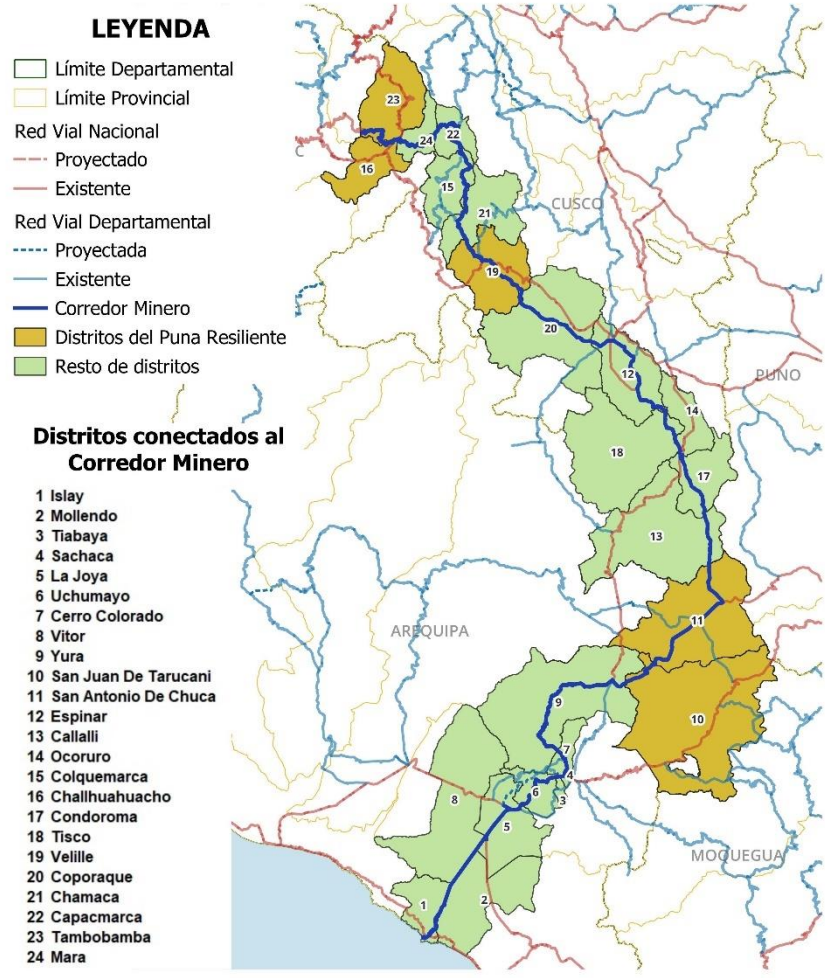 LEYENDA
Límite Departamental
Límite Provincial
Red Vial Nacional
Proyectado
Existente
Red Vial Departamental
Proyectada
Existente
Corredor Minero
Distritos del Puna Resiliente
Resto de distritos
Distritos conectados al
Corredor Minero
1 Islay
2 Mollendo
3 Tiabaya
4 Sachaca
5 La Joya
6 Uchumayo
7 Cerro Colorado
8 Vitor
9 Yura
10 San Juan De Tarucani
11 San Antonio De Chuca
12 Espinar
13 Callalli
14 Ocoruro
15 Colquemarca
16 Challhuahuacho
17 Condoroma
18 Tisco
19 Velille
20 Coporaque
21 Chamaca
22 Capacmarca
23 Tambobamba
24 Mara
23
24
22
C
16
15
21
CUSCO
19
20
12
PUNO
14
18
17
13
AREQUIPA
11
9
10
7
4
8
6
3
5
MOQUEGUA
1
2